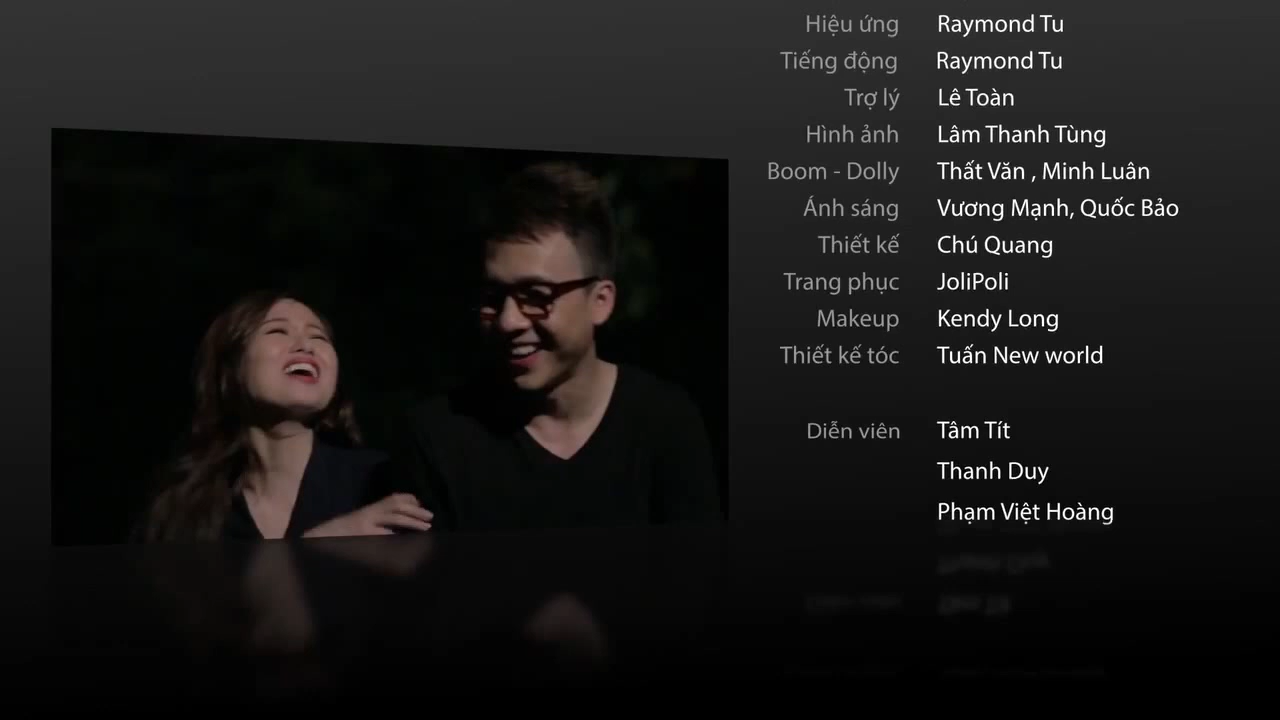 Hiệu ứng Raymond Tu
Tiếng động Raymond Tu
Trợ lý Lê Toàn
Hình ảnh Lâm Thanh Tùng
Boom - Dolly Thất Văn , Minh Luân
Ánh sáng Vương Mạnh, Quốc Bảo
Thiết kế Chú Quang
Trang phục JoliPoli
Makeup Kendy Long
Thiết kế tóc Tuấn New world
Diễn viên Tâm Tít
Thanh Duy
Phạm Việt Hoàng